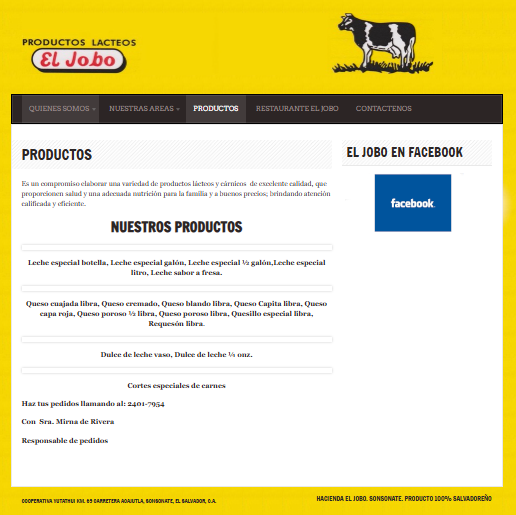 PRODUCTOS LACTEOS
El Jobo
QUIENES SOMOS
NUESTRAS AREAS
PRODUCTOS
RESTAURANTE EL JOBO
CONTACTENOS
PRODUCTOS
Es un compromiso elaborar una variedad de productos lácteos y cárnicos de excelente calidad, que
proporcionen salud y una adecuada nutrición para la familia y a buenos precios; brindando atención
calificada y eficiente.
NUESTROS PRODUCTOS
Leche especial botella, Leche especial galón, Leche especial ½ galón,Leche especial
litro, Leche sabor a fresa.
Queso cuajada libra, Queso cremado, Queso blando libra, Queso Capita libra, Queso
capa roja, Queso poroso ½ libra, Queso poroso libra, Quesillo especial libra,
Requesón libra.
Dulce de leche vaso, Dulce de leche ¼ onz.
Cortes especiales de carnes
Haz tus pedidos llamando al: 2401-7954
Con Sra. Mirna de Rivera
Responsable de pedidos
EL JOBO EN FACEBOOK
facebook
COOPERATIVA YUTATHUI KM. 69 CARRETERA ACAJUTLA, SONSONATE, EL SALVADOR, C.A.
HACIENDA EL JOBO. SONSONATE. PRODUCTO 100% SALVADOREÑO